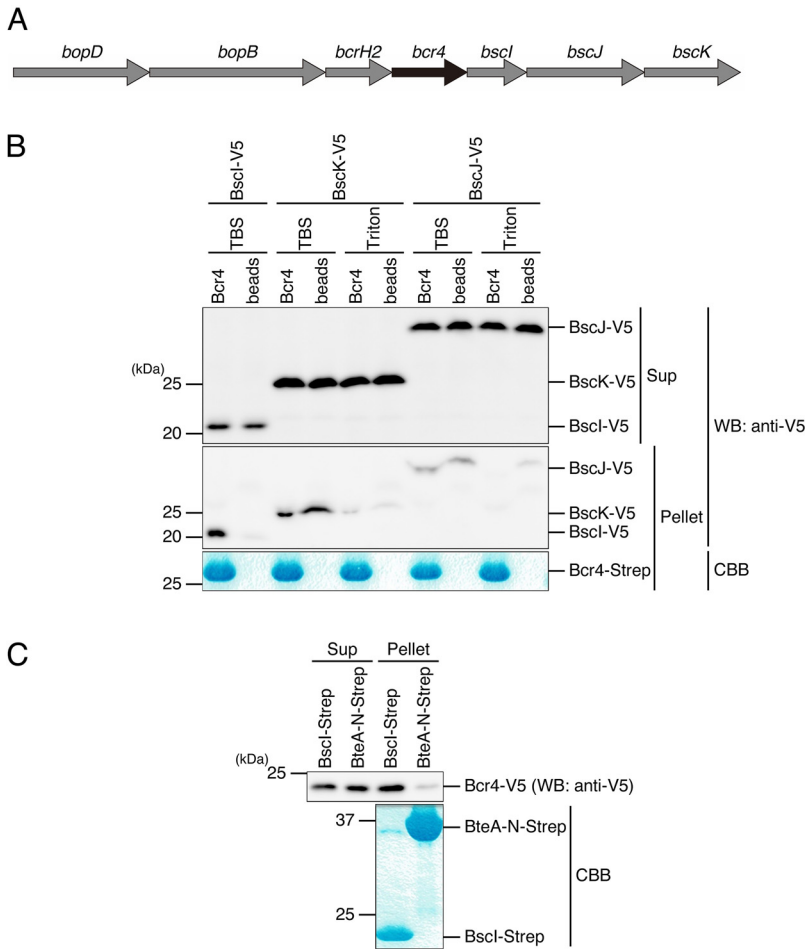 A
bopD bopB bcrH2 bcr4 bscI bscJ bscK
B
BscI-V5 BscK-V5 BscJ-V5
TBS TBS Triton TBS Triton
Bcr4 beads Bcr4 beads Bcr4 beads Bcr4 beads Bcr4 beads
BscJ-V5
(kDa)
25 BscK-V5 Sup
20 BscI-V5 WB: anti-V5
BscJ-V5
25 BscK-V5 Pellet
20 BscI-V5
25 Bcr4-Strep CBB
C
Sup Pellet
BscI-Strep BteA-N-Strep BscI-Strep BteA-N-Strep
(kDa)
25
Bcr4-V5 (WB: anti-V5)
37 BteA-N-Strep
CBB
25
BscI-Strep